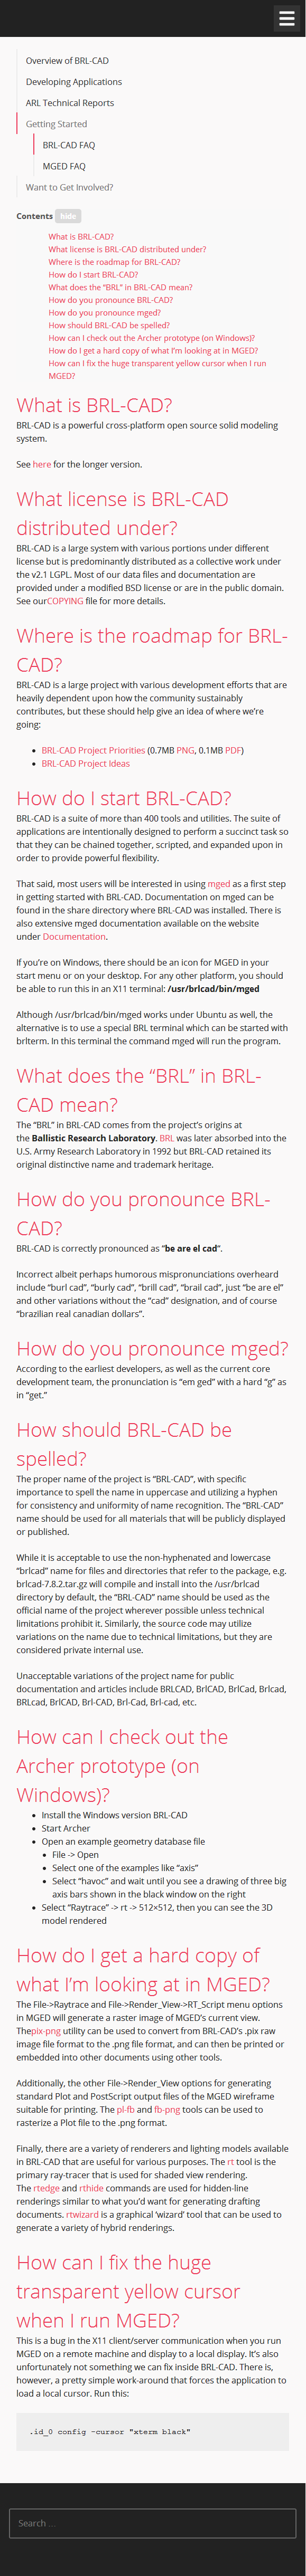 Overview of BRL-CAD
Developing Applications
ARL Technical Reports
Getting Started
BRL-CAD FAQ
MGED FAQ
Want to Get Involved?
Contents hide
What is BRL-CAD?
What license is BRL-CAD distributed under?
Where is the roadmap for BRL-CAD?
How do I start BRL-CAD?
What does the “BRL” in BRL-CAD mean?
How do you pronounce BRL-CAD?
How do you pronounce mged?
How should BRL-CAD be spelled?
How can I check out the Archer prototype (on Windows)?
How do I get a hard copy of what I’m looking at in MGED?
How can I fix the huge transparent yellow cursor when I run
MGED?
What is BRL-CAD?
BRL-CAD is a powerful cross-platform open source solid modeling
system.
See here for the longer version.
What license is BRL-CAD
distributed under?
BRL-CAD is a large system with various portions under different
license but is predominantly distributed as a collective work under
the v2.1 LGPL. Most of our data files and documentation are
provided under a modified BSD license or are in the public domain.
See ourCOPYING file for more details.
Where is the roadmap for BRL-
CAD?
BRL-CAD is a large project with various development efforts that are
heavily dependent upon how the community sustainably
contributes, but these should help give an idea of where we’re
going:
• BRL-CAD Project Priorities (0.7MB PNG, 0.1MB PDF)
• BRL-CAD Project Ideas
How do I start BRL-CAD?
BRL-CAD is a suite of more than 400 tools and utilities. The suite of
applications are intentionally designed to perform a succinct task so
that they can be chained together, scripted, and expanded upon in
order to provide powerful flexibility.
That said, most users will be interested in using mged as a first step
in getting started with BRL-CAD. Documentation on mged can be
found in the share directory where BRL-CAD was installed. There is
also extensive mged documentation available on the website
under Documentation.
If you’re on Windows, there should be an icon for MGED in your
start menu or on your desktop. For any other platform, you should
be able to run this in an X11 terminal: /usr/brlcad/bin/mged
Although /usr/brlcad/bin/mged works under Ubuntu as well, the
alternative is to use a special BRL terminal which can be started with
brlterm. In this terminal the command mged will run the program.
What does the “BRL” in BRL-
CAD mean?
The “BRL” in BRL-CAD comes from the project’s origins at
the Ballistic Research Laboratory. BRL was later absorbed into the
U.S. Army Research Laboratory in 1992 but BRL-CAD retained its
original distinctive name and trademark heritage.
How do you pronounce BRL-
CAD?
BRL-CAD is correctly pronounced as “be are el cad“.
Incorrect albeit perhaps humorous mispronunciations overheard
include “burl cad”, “burly cad”, “brill cad”, “brail cad”, just “be are el”
and other variations without the “cad” designation, and of course
“brazilian real canadian dollars”.
How do you pronounce mged?
According to the earliest developers, as well as the current core
development team, the pronunciation is “em ged” with a hard “g” as
in “get.”
How should BRL-CAD be
spelled?
The proper name of the project is “BRL-CAD”, with specific
importance to spell the name in uppercase and utilizing a hyphen
for consistency and uniformity of name recognition. The “BRL-CAD”
name should be used for all materials that will be publicly displayed
or published.
While it is acceptable to use the non-hyphenated and lowercase
“brlcad” name for files and directories that refer to the package, e.g.
brlcad-7.8.2.tar.gz will compile and install into the /usr/brlcad
directory by default, the “BRL-CAD” name should be used as the
official name of the project wherever possible unless technical
limitations prohibit it. Similarly, the source code may utilize
variations on the name due to technical limitations, but they are
considered private internal use.
Unacceptable variations of the project name for public
documentation and articles include BRLCAD, BrlCAD, BrlCad, Brlcad,
BRLcad, BrlCAD, Brl-CAD, Brl-Cad, Brl-cad, etc.
How can I check out the
Archer prototype (on
Windows)?
• Install the Windows version BRL-CAD
• Start Archer
• Open an example geometry database file
• File -> Open
• Select one of the examples like “axis”
• Select “havoc” and wait until you see a drawing of three big
axis bars shown in the black window on the right
• Select “Raytrace” -> rt -> 512×512, then you can see the 3D
model rendered
How do I get a hard copy of
what I’m looking at in MGED?
The File->Raytrace and File->Render_View->RT_Script menu options
in MGED will generate a raster image of MGED’s current view.
Thepix-png utility can be used to convert from BRL-CAD’s .pix raw
image file format to the .png file format, and can then be printed or
embedded into other documents using other tools.
Additionally, the other File->Render_View options for generating
standard Plot and PostScript output files of the MGED wireframe
suitable for printing. The pl-fb and fb-png tools can be used to
rasterize a Plot file to the .png format.
Finally, there are a variety of renderers and lighting models available
in BRL-CAD that are useful for various purposes. The rt tool is the
primary ray-tracer that is used for shaded view rendering.
The rtedge and rthide commands are used for hidden-line
renderings similar to what you’d want for generating drafting
documents. rtwizard is a graphical ‘wizard’ tool that can be used to
generate a variety of hybrid renderings.
How can I fix the huge
transparent yellow cursor
when I run MGED?
This is a bug in the X11 client/server communication when you run
MGED on a remote machine and display to a local display. It’s also
unfortunately not something we can fix inside BRL-CAD. There is,
however, a pretty simple work-around that forces the application to
load a local cursor. Run this:
.id_0 config -cursor "xterm black"
Search …